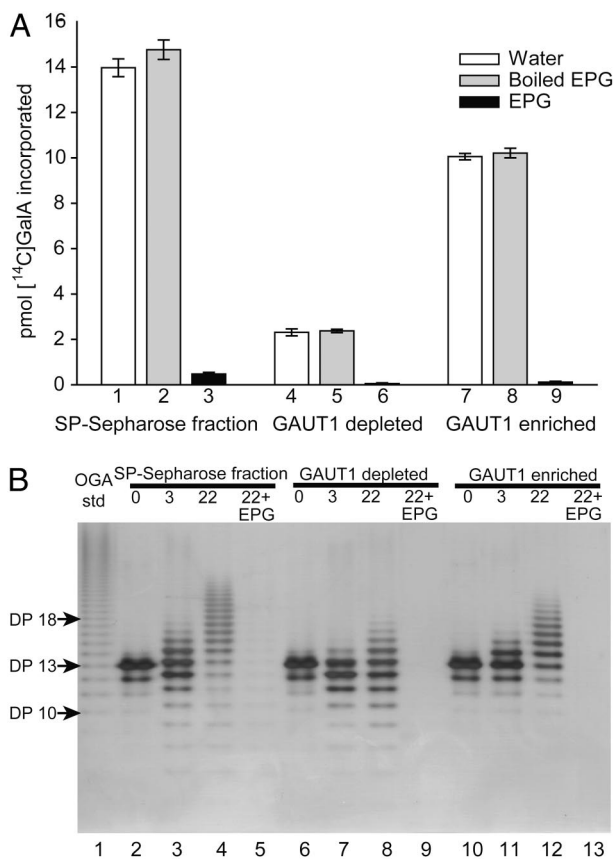 A
pmol [14C]GalA incorporated
16
14
12
10
8
6
4
2
0
Water
Boiled EPG
EPG
1 2 3 4 5 6 7 8 9
SP-Sepharose fraction GAUT1 depleted GAUT1 enriched
B
OGA std
SP-Sepharose fraction GAUT1 depleted GAUT1 enriched
0 3 22 22+ EPG 0 3 22 22+ EPG 0 3 22 22+ EPG
DP 18
DP 13
DP 10
1 2 3 4 5 6 7 8 9 10 11 12 13